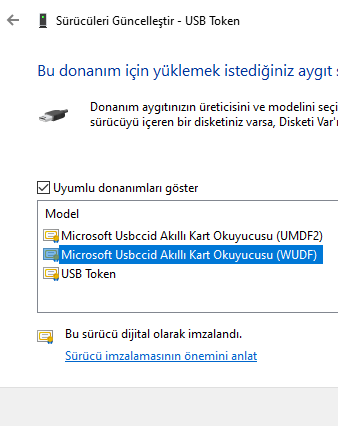 Sürücüleri Güncelleştir - USB Token
Bu donanım için yüklemek istediğiniz aygıt s
Donanım aygıtınızın üreticisini ve modelini seçi
sürücüyü içeren bir disketiniz varsa, Disketi Var'ı
Uyumlu donanımları göster
Model
Microsoft Usbccid Akıllı Kart Okuyucusu (UMDF2)
Microsoft Usbccid Akıllı Kart Okuyucusu (WUDF)
USB Token
Bu sürücü dijital olarak imzalandı.
Sürücü imzalamasının önemini anlat